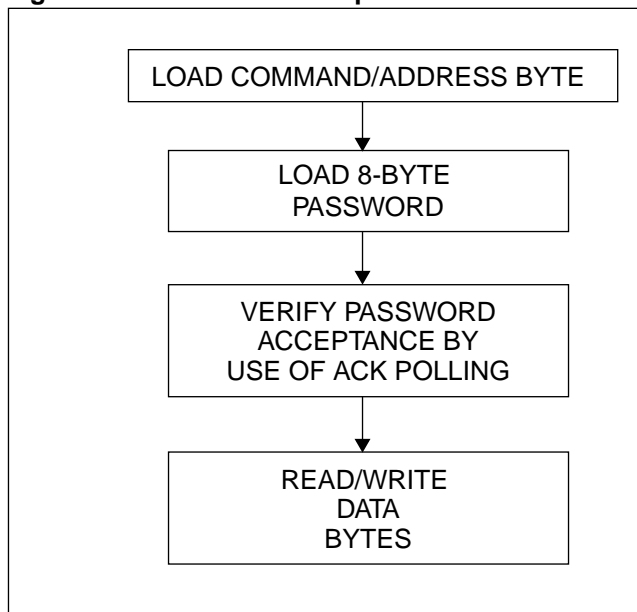 LOAD COMMAND/ADDRESS BYTE
LOAD 8-BYTE
PASSWORD
VERIFY PASSWORD
ACCEPTANCE BY
USE OF ACK POLLING
READ/WRITE
DATA
BYTES